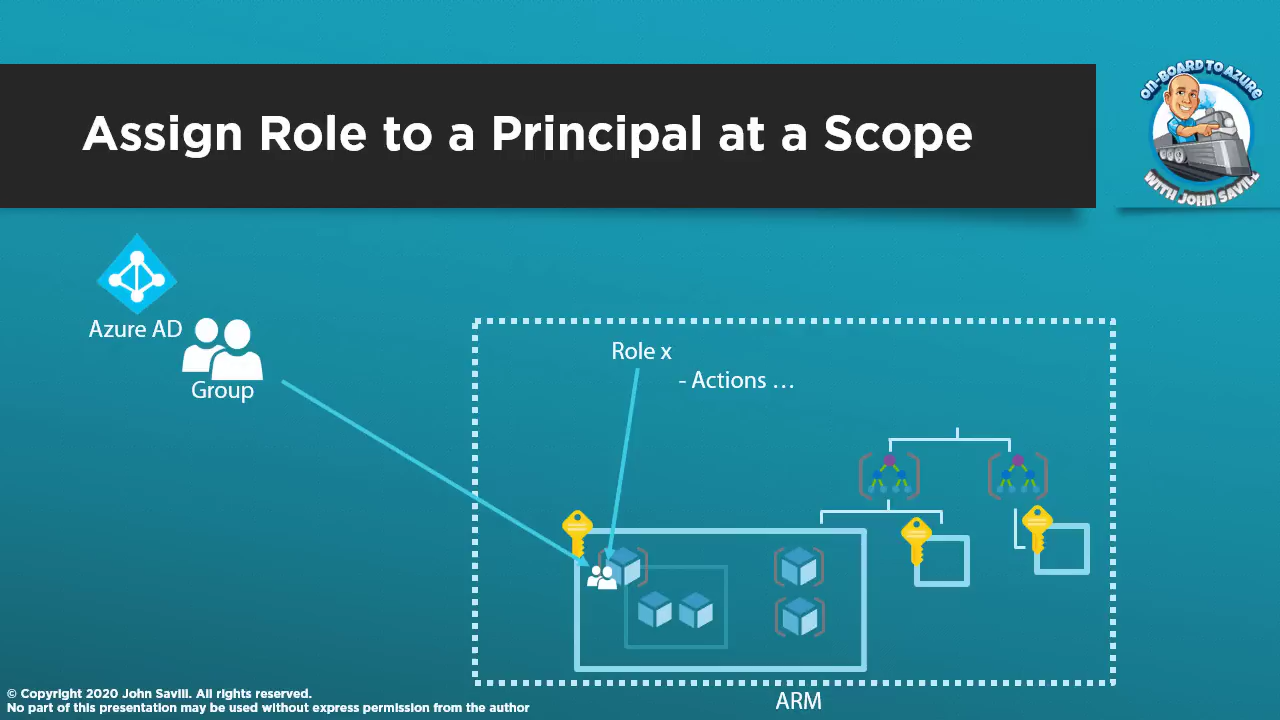 Assign Role to a Principal at a Scope
ON-BOARD TO AZURE
WITH JOHN SAVILL
Azure AD
Group
Role x
- Actions ...
ARM
© Copyright 2020 John Savill. All rights reserved.
No part of this presentation may be used without express permission from the author